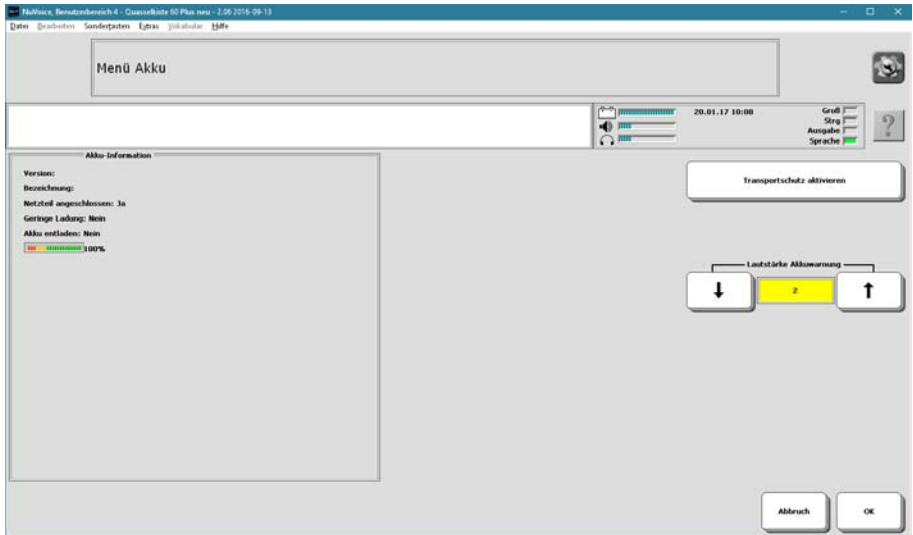 NuVoice, Benutzerbereich 4 - Quasselkiste 60 Plus neu - 2.06 2016-09-13
Datei Bearbeiten Sondertasten Extras Vokabular Hilfe
Menü Akku
20.01.17 10:00
Groß
Strg
Ausgabe
Sprache
?
Akku-Information
Version:
Bezeichnung:
Netzteil angeschlossen: Ja
Geringe Ladung: Nein
Akku entladen: Nein
100%
Transportschutz aktivieren
Lautstärke Akkuwarnung
↓ 2 ↑
Abbruch OK